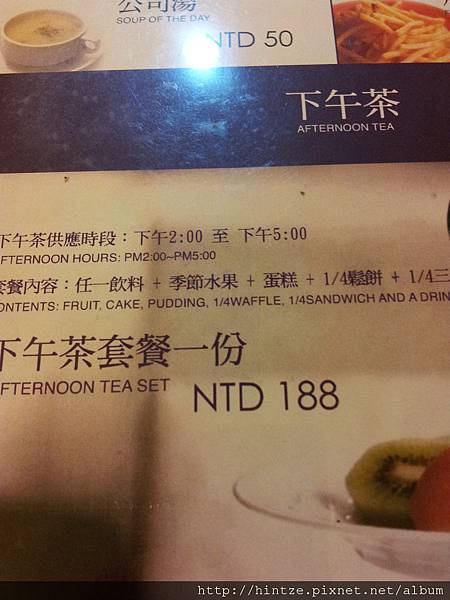 公司湯
SOUP OF THE DAY
NTD 50
下午茶
AFTERNOON TEA
下午茶供應時段：下午2:00 至 下午5:00
AFTERNOON HOURS: PM2:00~PM5:00
套餐內容：任一飲料 + 季節水果 + 蛋糕 + 1/4鬆餅 + 1/4三
CONTENTS: FRUIT, CAKE, PUDDING, 1/4WAFFLE, 1/4SANDWICH AND A DRIN
下午茶套餐一份
AFTERNOON TEA SET
NTD 188
http://hintze.pixnet.net/album